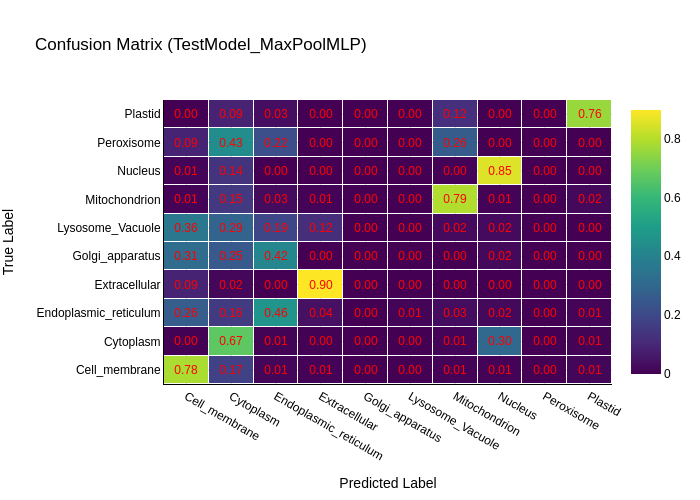 Confusion Matrix (TestModel_MaxPoolMLP)
Plastid 0.00 0.09 0.03 0.00 0.00 0.00 0.12 0.00 0.00 0.76
Peroxisome 0.09 0.43 0.22 0.00 0.00 0.00 0.26 0.00 0.00 0.00
Nucleus 0.01 0.14 0.00 0.00 0.00 0.00 0.00 0.85 0.00 0.00
Mitochondrion 0.01 0.13 0.03 0.01 0.00 0.00 0.79 0.01 0.00 0.02
Lysosome_Vacuole 0.36 0.29 0.19 0.12 0.00 0.00 0.02 0.02 0.00 0.00
Golgi_apparatus 0.31 0.25 0.42 0.00 0.00 0.00 0.00 0.02 0.00 0.00
Extracellular 0.09 0.02 0.00 0.90 0.00 0.00 0.00 0.00 0.00 0.00
Endoplasmic_reticulum 0.26 0.16 0.46 0.04 0.00 0.01 0.03 0.02 0.00 0.01
Cytoplasm 0.00 0.67 0.01 0.00 0.00 0.00 0.01 0.30 0.00 0.01
Cell_membrane 0.78 0.17 0.01 0.01 0.00 0.00 0.01 0.01 0.00 0.01
Cell_membrane
Cytoplasm
Endoplasmic_reticulum
Extracellular
Golgi_apparatus
Lysosome_Vacuole
Mitochondrion
Nucleus
Peroxisome
Plastid
Predicted Label
True Label
0.8
0.6
0.4
0.2
0